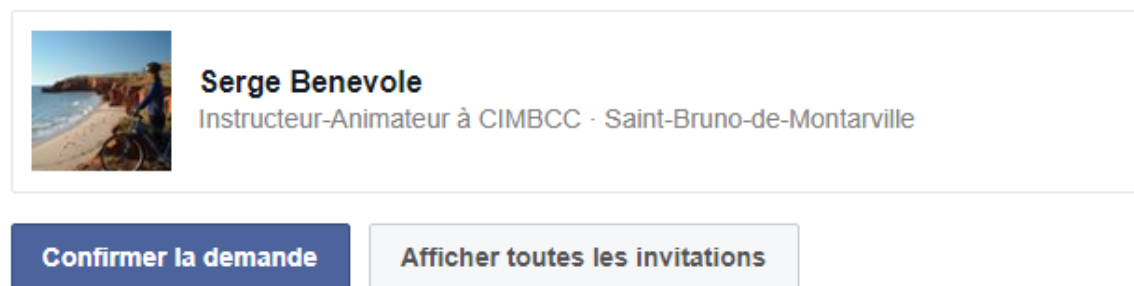 Serge Benevole
Instructeur-Animateur à CIMBCC · Saint-Bruno-de-Montarville
Confirmer la demande
Afficher toutes les invitations